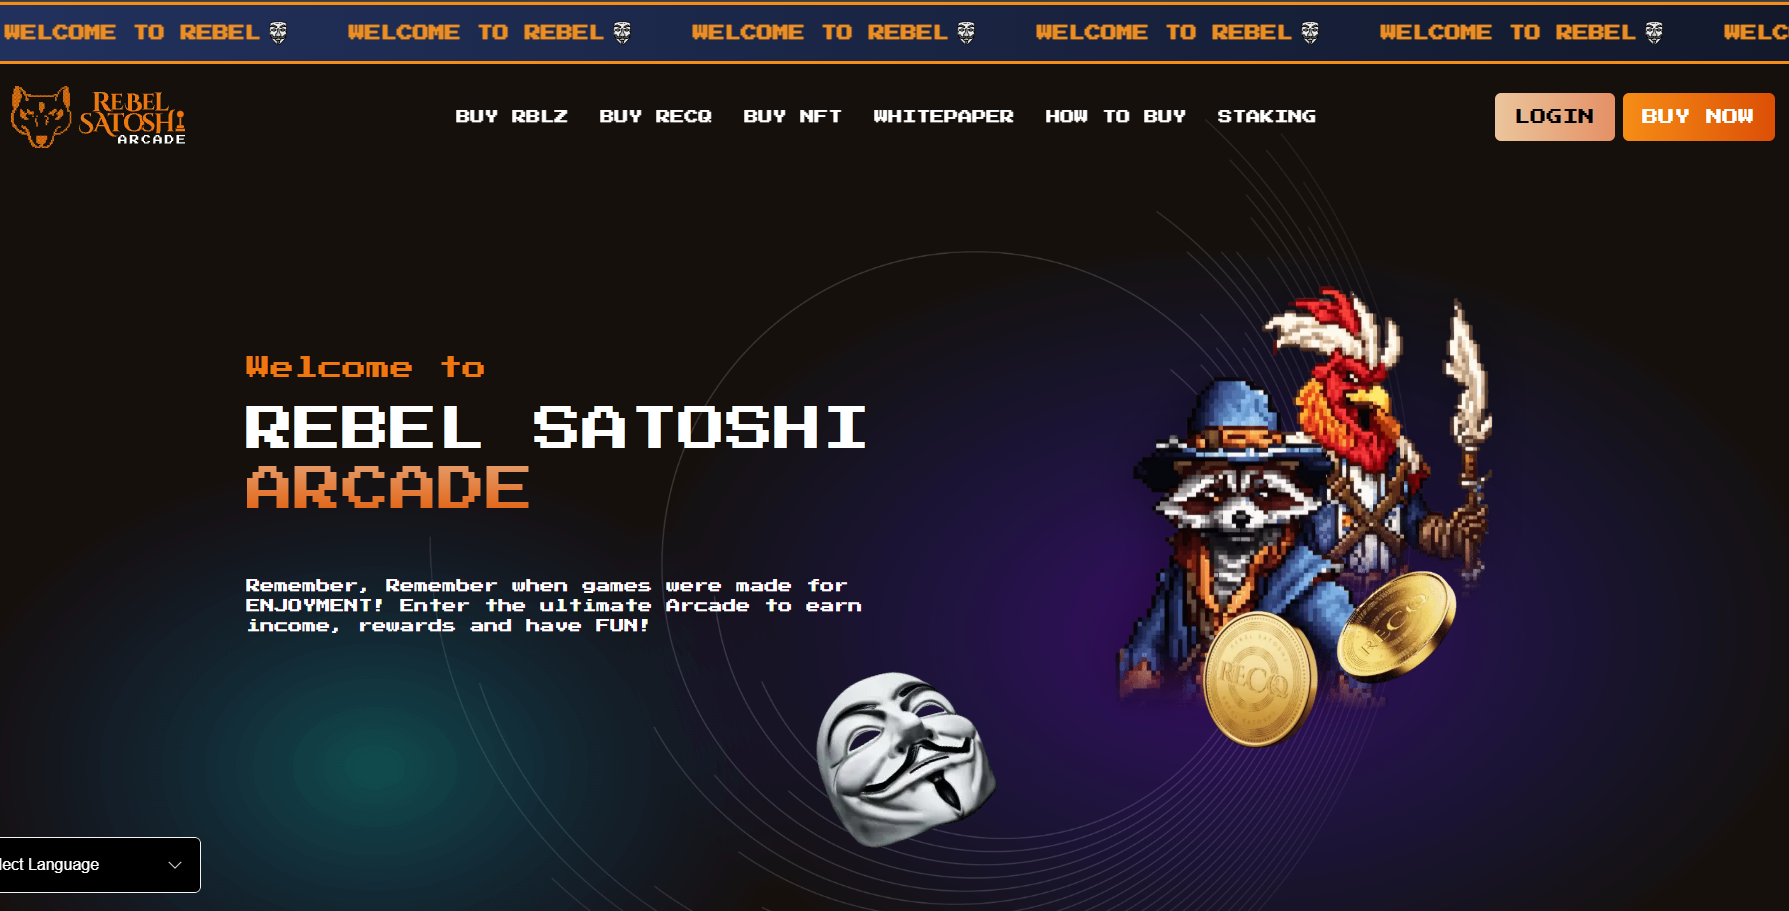 WELCOME TO REBEL WELCOME TO REBEL WELCOME TO REBEL WELCOME TO REBEL WELCOME TO REBEL WELC
REBEL
SATOSHI
ARCADE
BUY RBLZ BUY RECQ BUY NFT WHITEPAPER HOW TO BUY STAKING
LOGIN BUY NOW
Welcome to
REBEL SATOSHI
ARCADE
Remember, Remember when games were made for
ENJOYMENT! Enter the ultimate Arcade to earn
income, rewards and have FUN!
RECQ
RECQ
lect Language